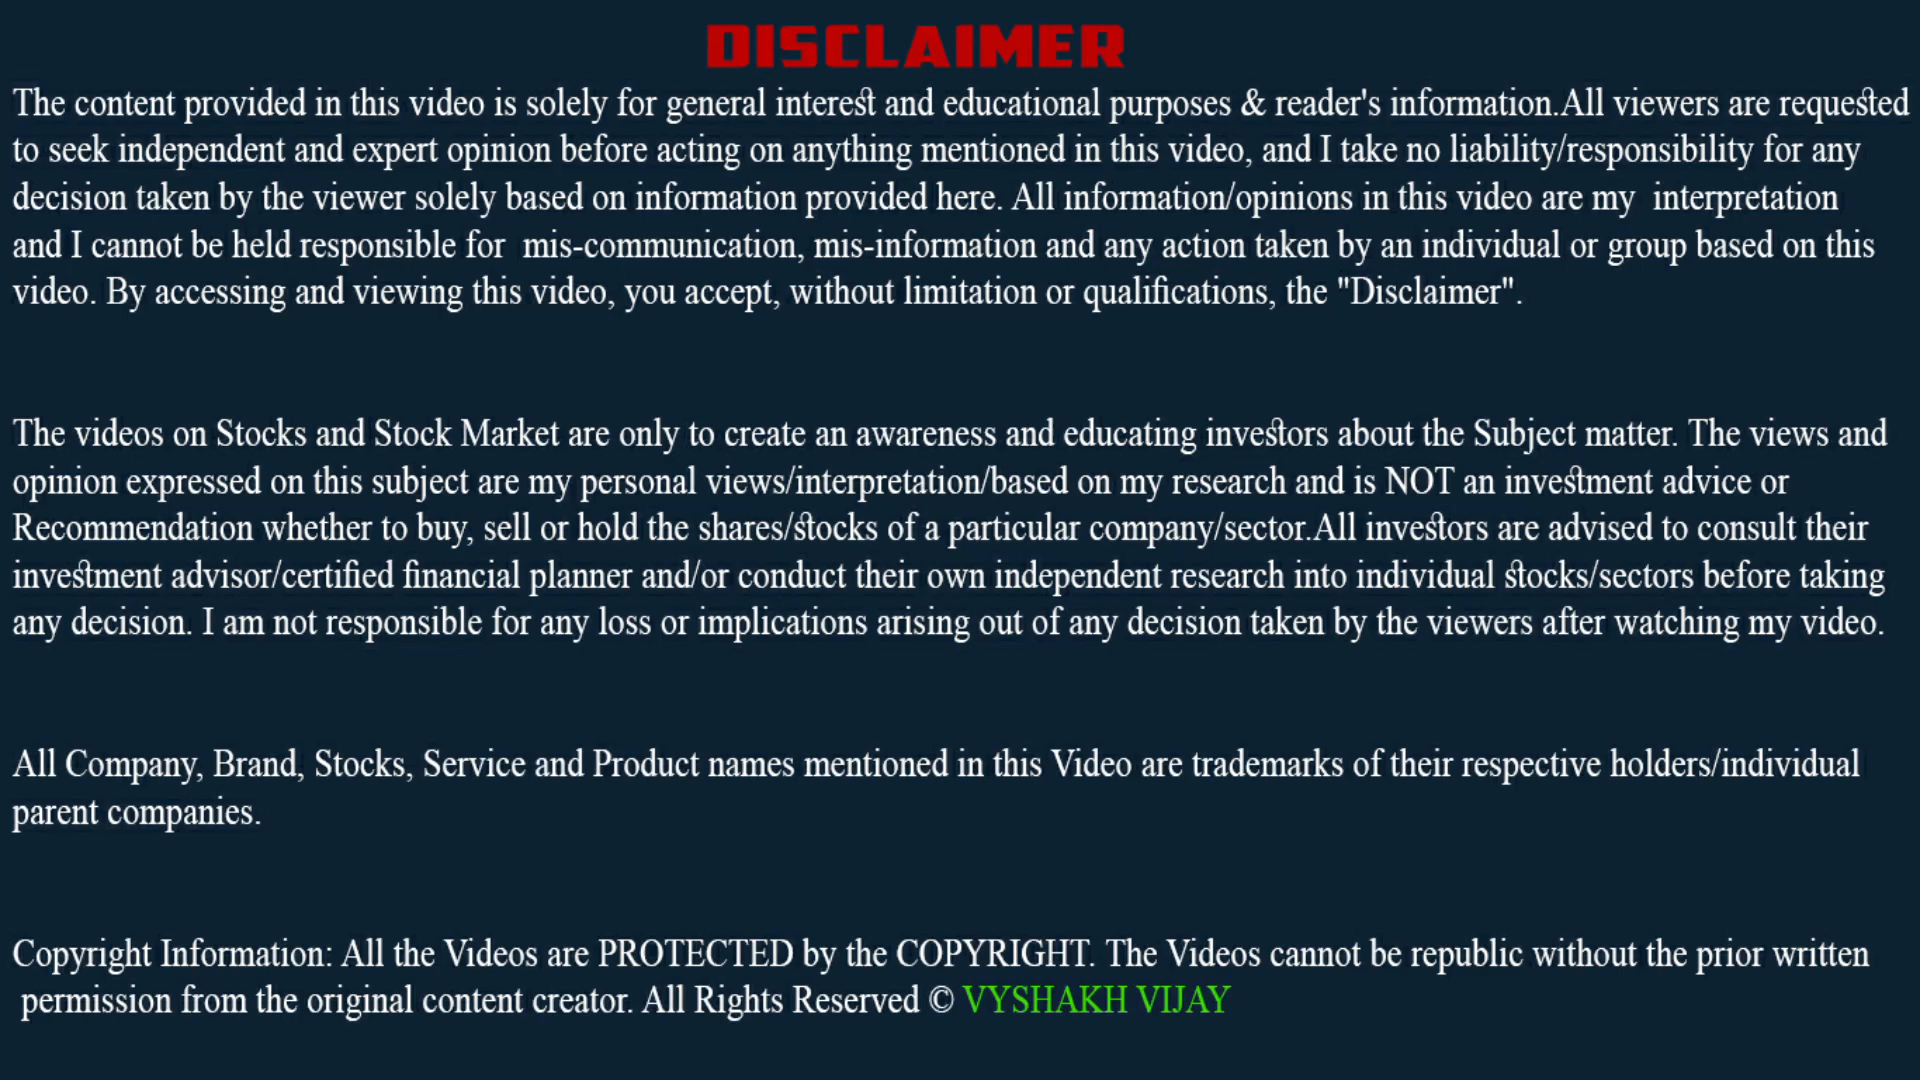 DISCLAIMER
The content provided in this video is solely for general interest and educational purposes & reader's information.All viewers are requested
to seek independent and expert opinion before acting on anything mentioned in this video, and I take no liability/responsibility for any
decision taken by the viewer solely based on information provided here. All information/opinions in this video are my  interpretation
and I cannot be held responsible for  mis-communication, mis-information and any action taken by an individual or group based on this
video. By accessing and viewing this video, you accept, without limitation or qualifications, the "Disclaimer".
The videos on Stocks and Stock Market are only to create an awareness and educating investors about the Subject matter. The views and
opinion expressed on this subject are my personal views/interpretation/based on my research and is NOT an investment advice or
Recommendation whether to buy, sell or hold the shares/stocks of a particular company/sector.All investors are advised to consult their
investment advisor/certified financial planner and/or conduct their own independent research into individual stocks/sectors before taking
any decision. I am not responsible for any loss or implications arising out of any decision taken by the viewers after watching my video.
All Company, Brand, Stocks, Service and Product names mentioned in this Video are trademarks of their respective holders/individual
parent companies.
Copyright Information: All the Videos are PROTECTED by the COPYRIGHT. The Videos cannot be republic without the prior written
permission from the original content creator. All Rights Reserved © VYSHAKH VIJAY